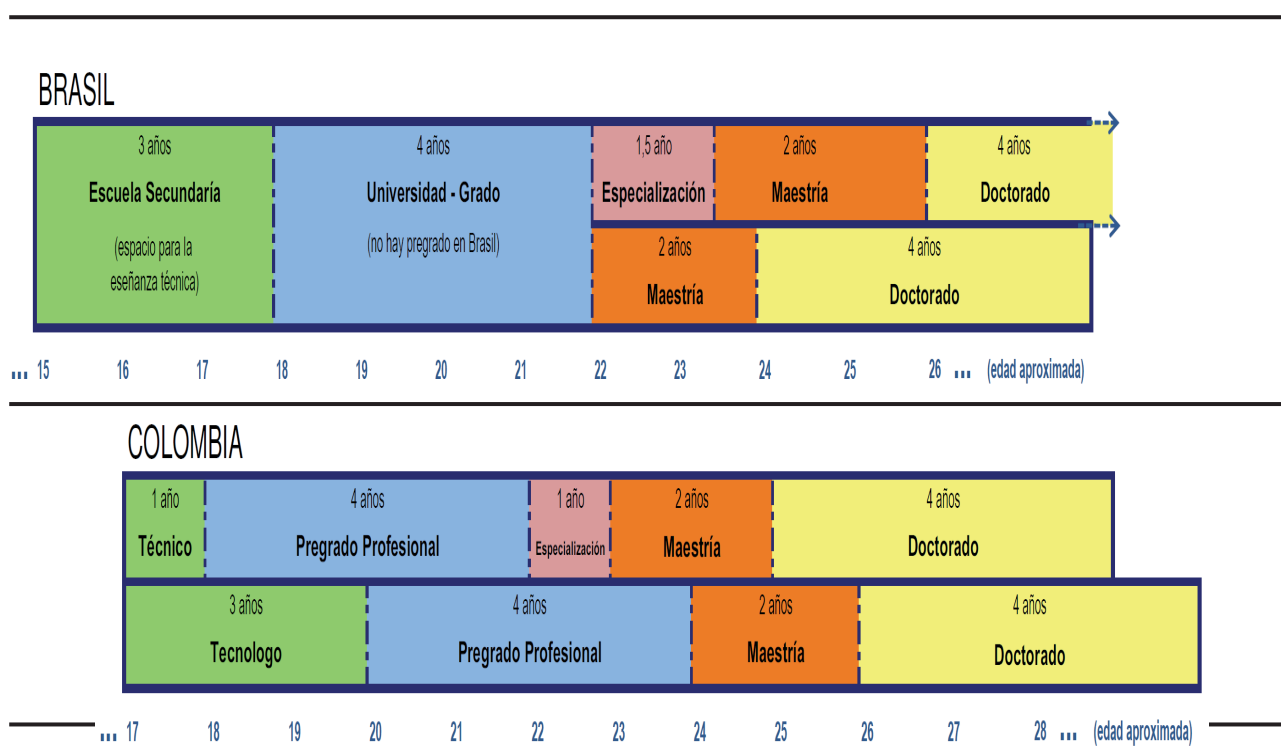 BRASIL
3 años
Escuela Secundaría
(espacio para la
eseñanza técnica)
4 años
Universidad - Grado
(no hay pregrado en Brasil)
1,5 año
Especialización
2 años
Maestría
4 años
Doctorado
2 años
Maestría
4 años
Doctorado
... 15 16 17 18 19 20 21 22 23 24 25 26 ... (edad aproximada)
COLOMBIA
1 año
Técnico
4 años
Pregrado Profesional
1 año
Especialización
2 años
Maestría
4 años
Doctorado
3 años
Tecnologo
4 años
Pregrado Profesional
2 años
Maestría
4 años
Doctorado
... 17 18 19 20 21 22 23 24 25 26 27 28 ... (edad aproximada)